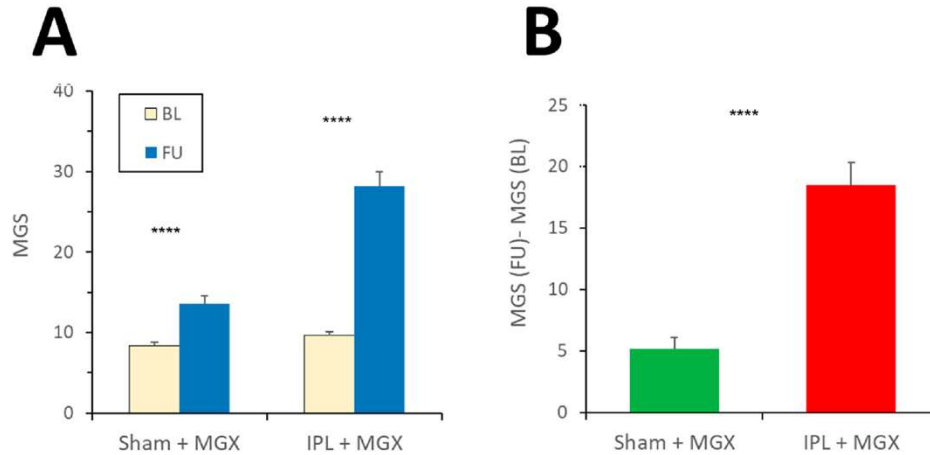 A
40
30
20
10
0
MGS
BL
FU
****
****
Sham + MGX
IPL + MGX
B
25
20
15
10
5
0
MGS (FU)- MGS (BL)
****
Sham + MGX
IPL + MGX